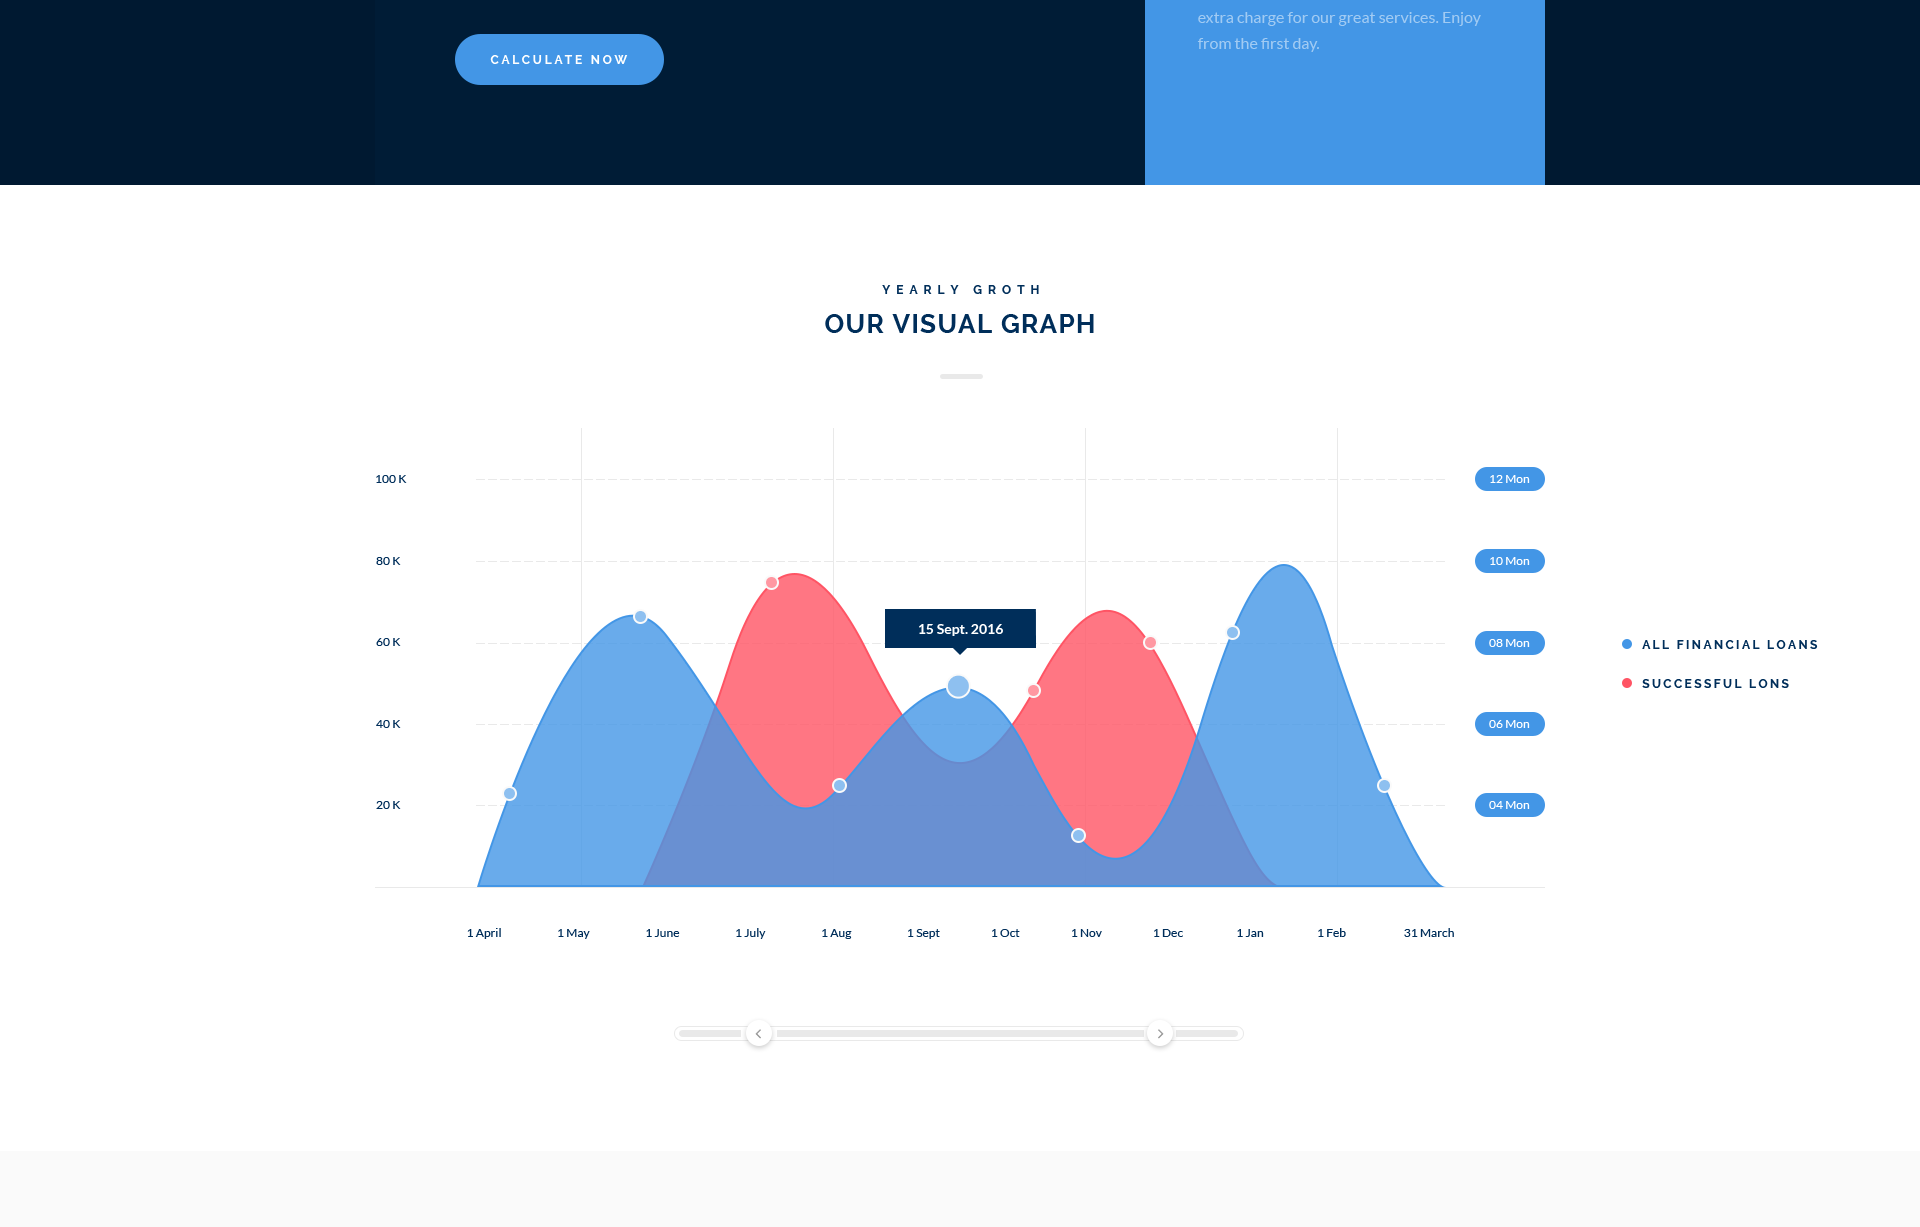 extra charge for our great services. Enjoy
from the first day.
CALCULATE NOW
YEARLY GROTH
OUR VISUAL GRAPH
100 K
12 Mon
80 K
10 Mon
15 Sept. 2016
60 K
08 Mon
ALL FINANCIAL LOANS
SUCCESSFUL LONS
40 K
06 Mon
20 K
04 Mon
1 April 1 May 1 June 1 July 1 Aug 1 Sept 1 Oct 1 Nov 1 Dec 1 Jan 1 Feb 31 March